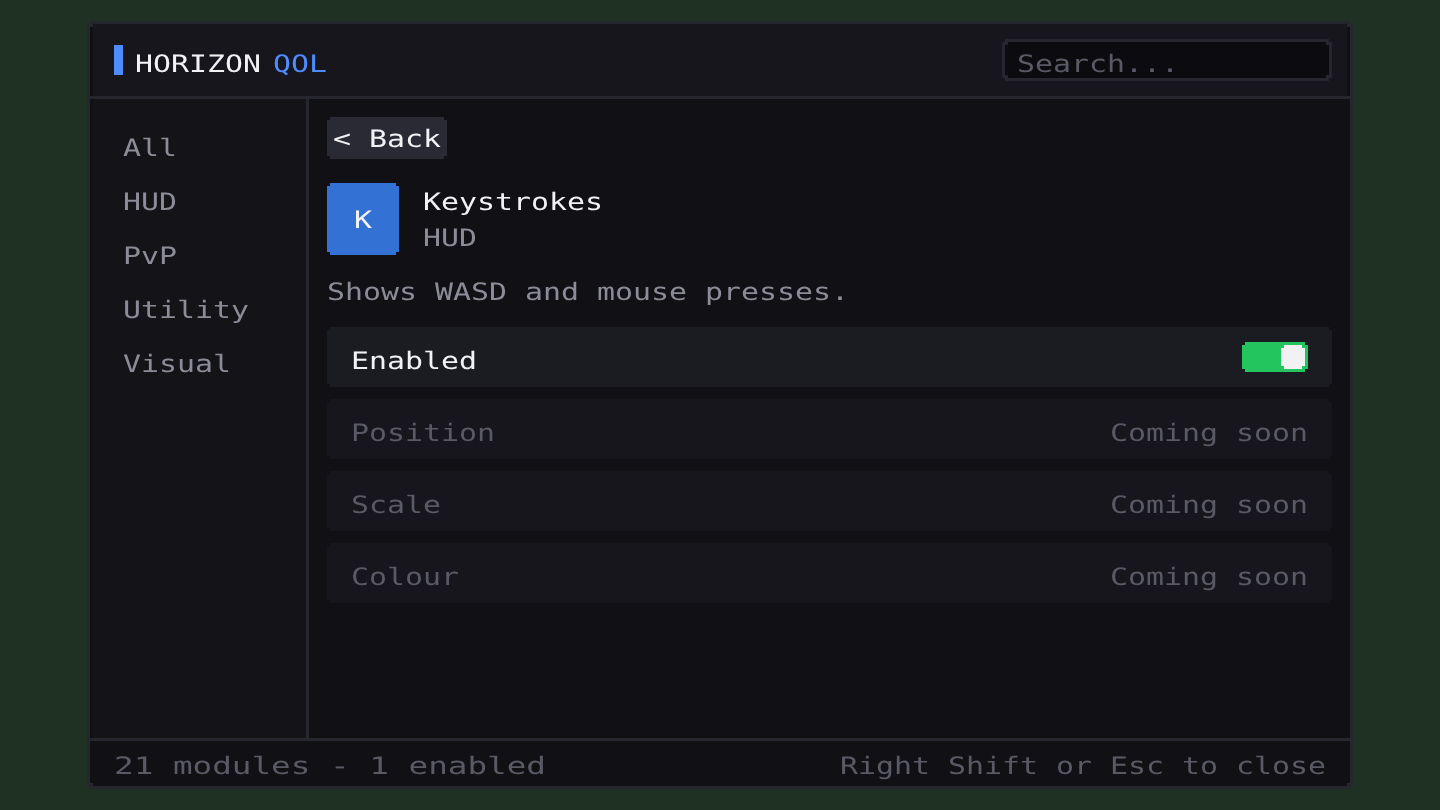 HORIZON QOL
Search...
All
HUD
PvP
Utility
Visual
< Back
K
Keystrokes
HUD
Shows WASD and mouse presses.
Enabled
Position Coming soon
Scale Coming soon
Colour Coming soon
21 modules - 1 enabled
Right Shift or Esc to close